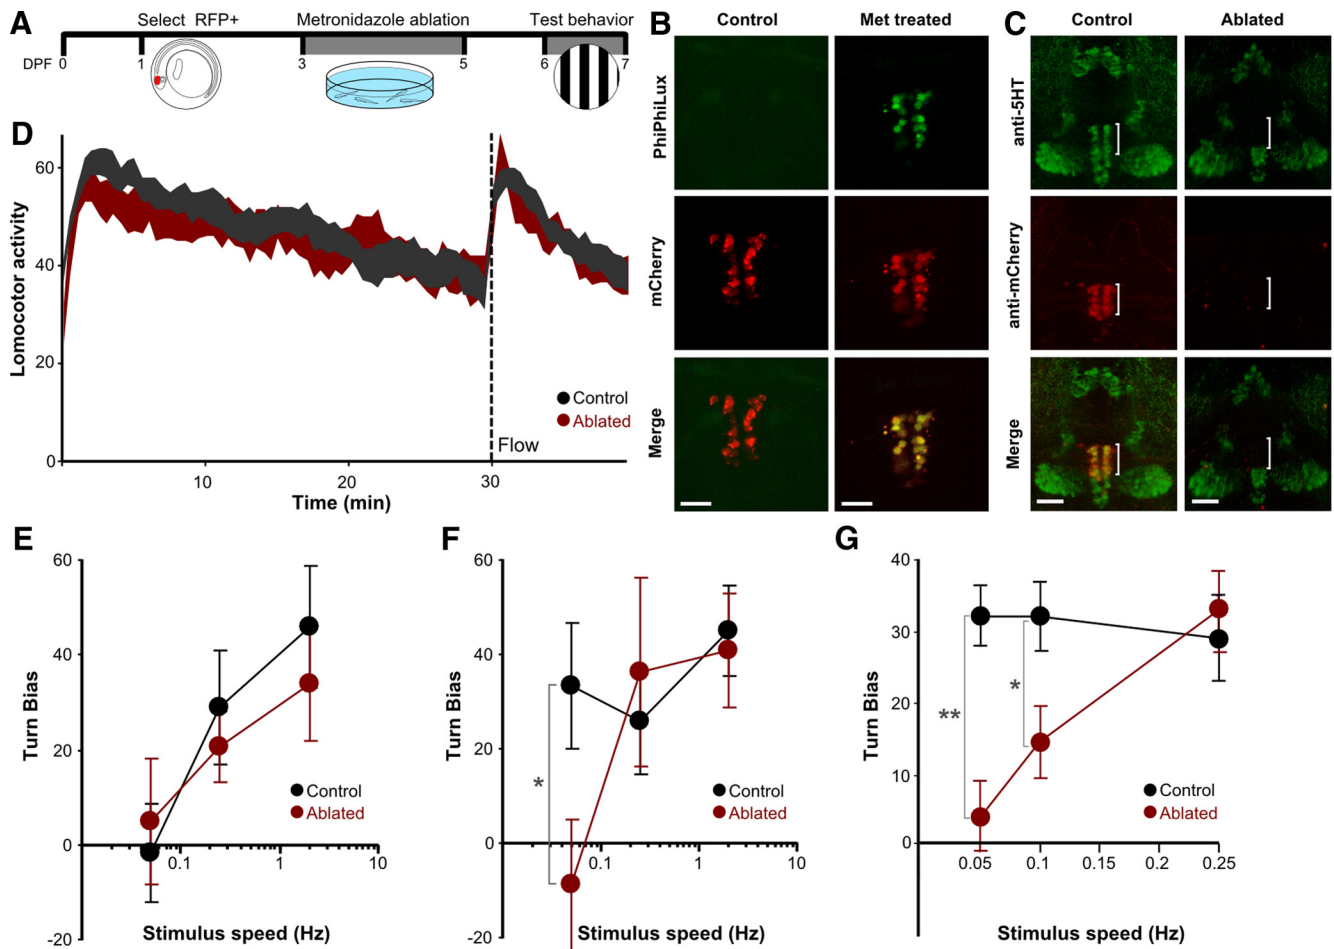 A
Select RFP+
Metronidazole ablation
Test behavior
DPF
0
1
3
5
6
7
B
Control
Met treated
PhiPhiLux
mCherry
Merge
C
Control
Ablated
anti-5HT
anti-mCherry
Merge
D
Lomocotor activity
60
40
20
0
10
20
30
Time (min)
Control
Ablated
Flow
E
Turn Bias
60
40
20
0
-20
0.1
1
10
Control
Ablated
Stimulus speed (Hz)
F
Turn Bias
60
40
20
0
-20
*
0.1
1
10
Control
Ablated
Stimulus speed (Hz)
G
Turn Bias
40
30
20
10
0
**
*
0.05
0.1
0.15
0.2
0.25
Control
Ablated
Stimulus speed (Hz)